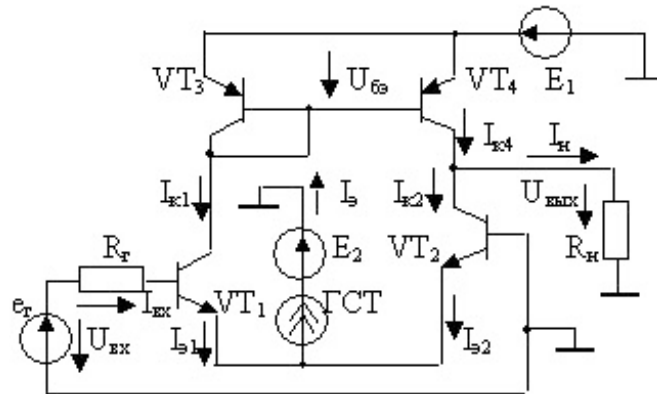 VT₃
Uбэ
VT₄
E₁
Iк4
Iн
Iк1
Iэ
Iк2
Uвых
Rг
E₂
VT₂
Rн
eг
Iвх
VT₁
ГСТ
Uвх
Iэ1
Iэ2